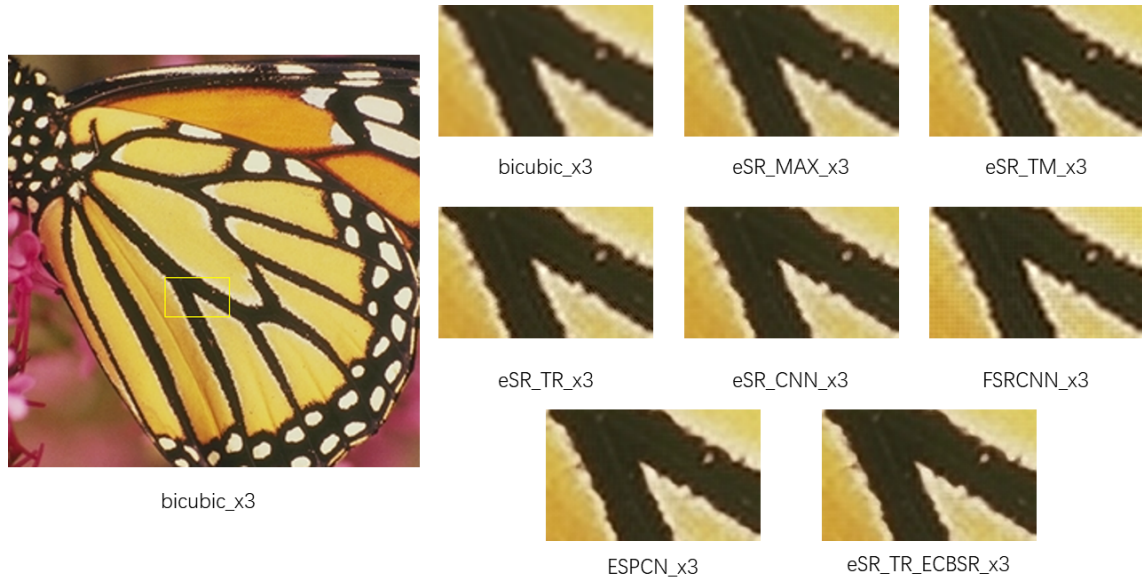 bicubic_x3
eSR_MAX_x3
eSR_TM_x3
eSR_TR_x3
eSR_CNN_x3
FSRCNN_x3
bicubic_x3
ESPCN_x3
eSR_TR_ECBSR_x3